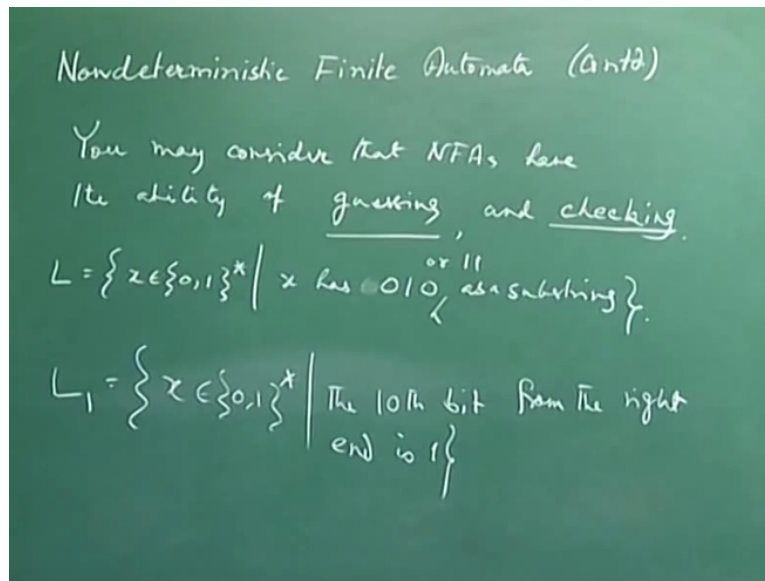 Nondeterministic Finite Automata (Contd)
You may consider that NFAs have
the ability of guessing, and checking.
L = { x ∈ {0,1}* | x has 010 or 11 as a substring }.
L₁ = { x ∈ {0,1}* | The 10th bit from the right
end is 1}